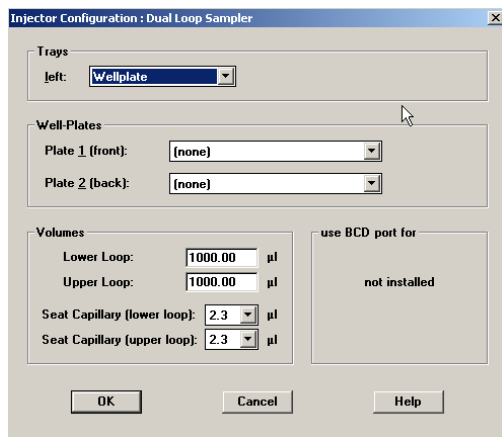 Injector Configuration : Dual Loop Sampler
Trays
left: Wellplate
Well-Plates
Plate 1 (front): (none)
Plate 2 (back): (none)
Volumes
Lower Loop: 1000.00 µl
Upper Loop: 1000.00 µl
Seat Capillary (lower loop): 2.3 µl
Seat Capillary (upper loop): 2.3 µl
use BCD port for
not installed
OK Cancel Help